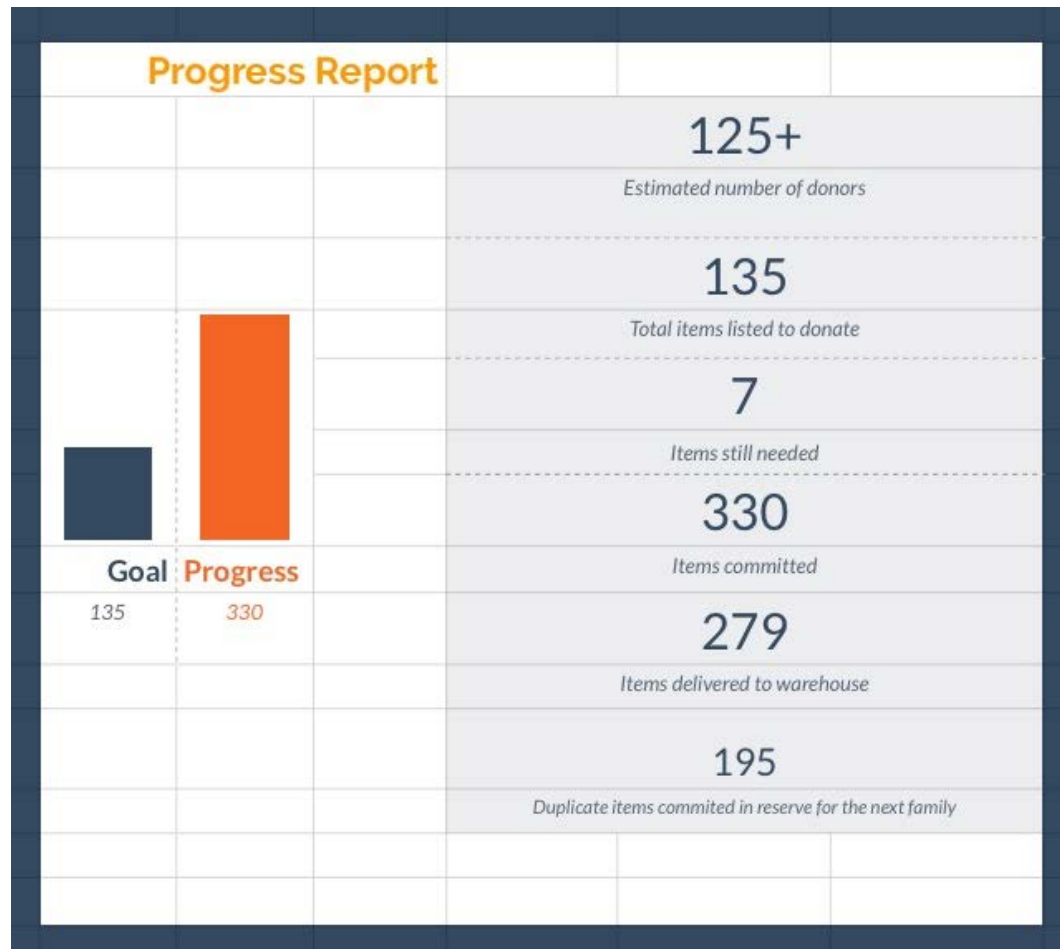 Progress Report
125+
Estimated number of donors
135
Total items listed to donate
7
Items still needed
330
Items committed
279
Items delivered to warehouse
195
Duplicate items commited in reserve for the next family
Goal Progress
135 330